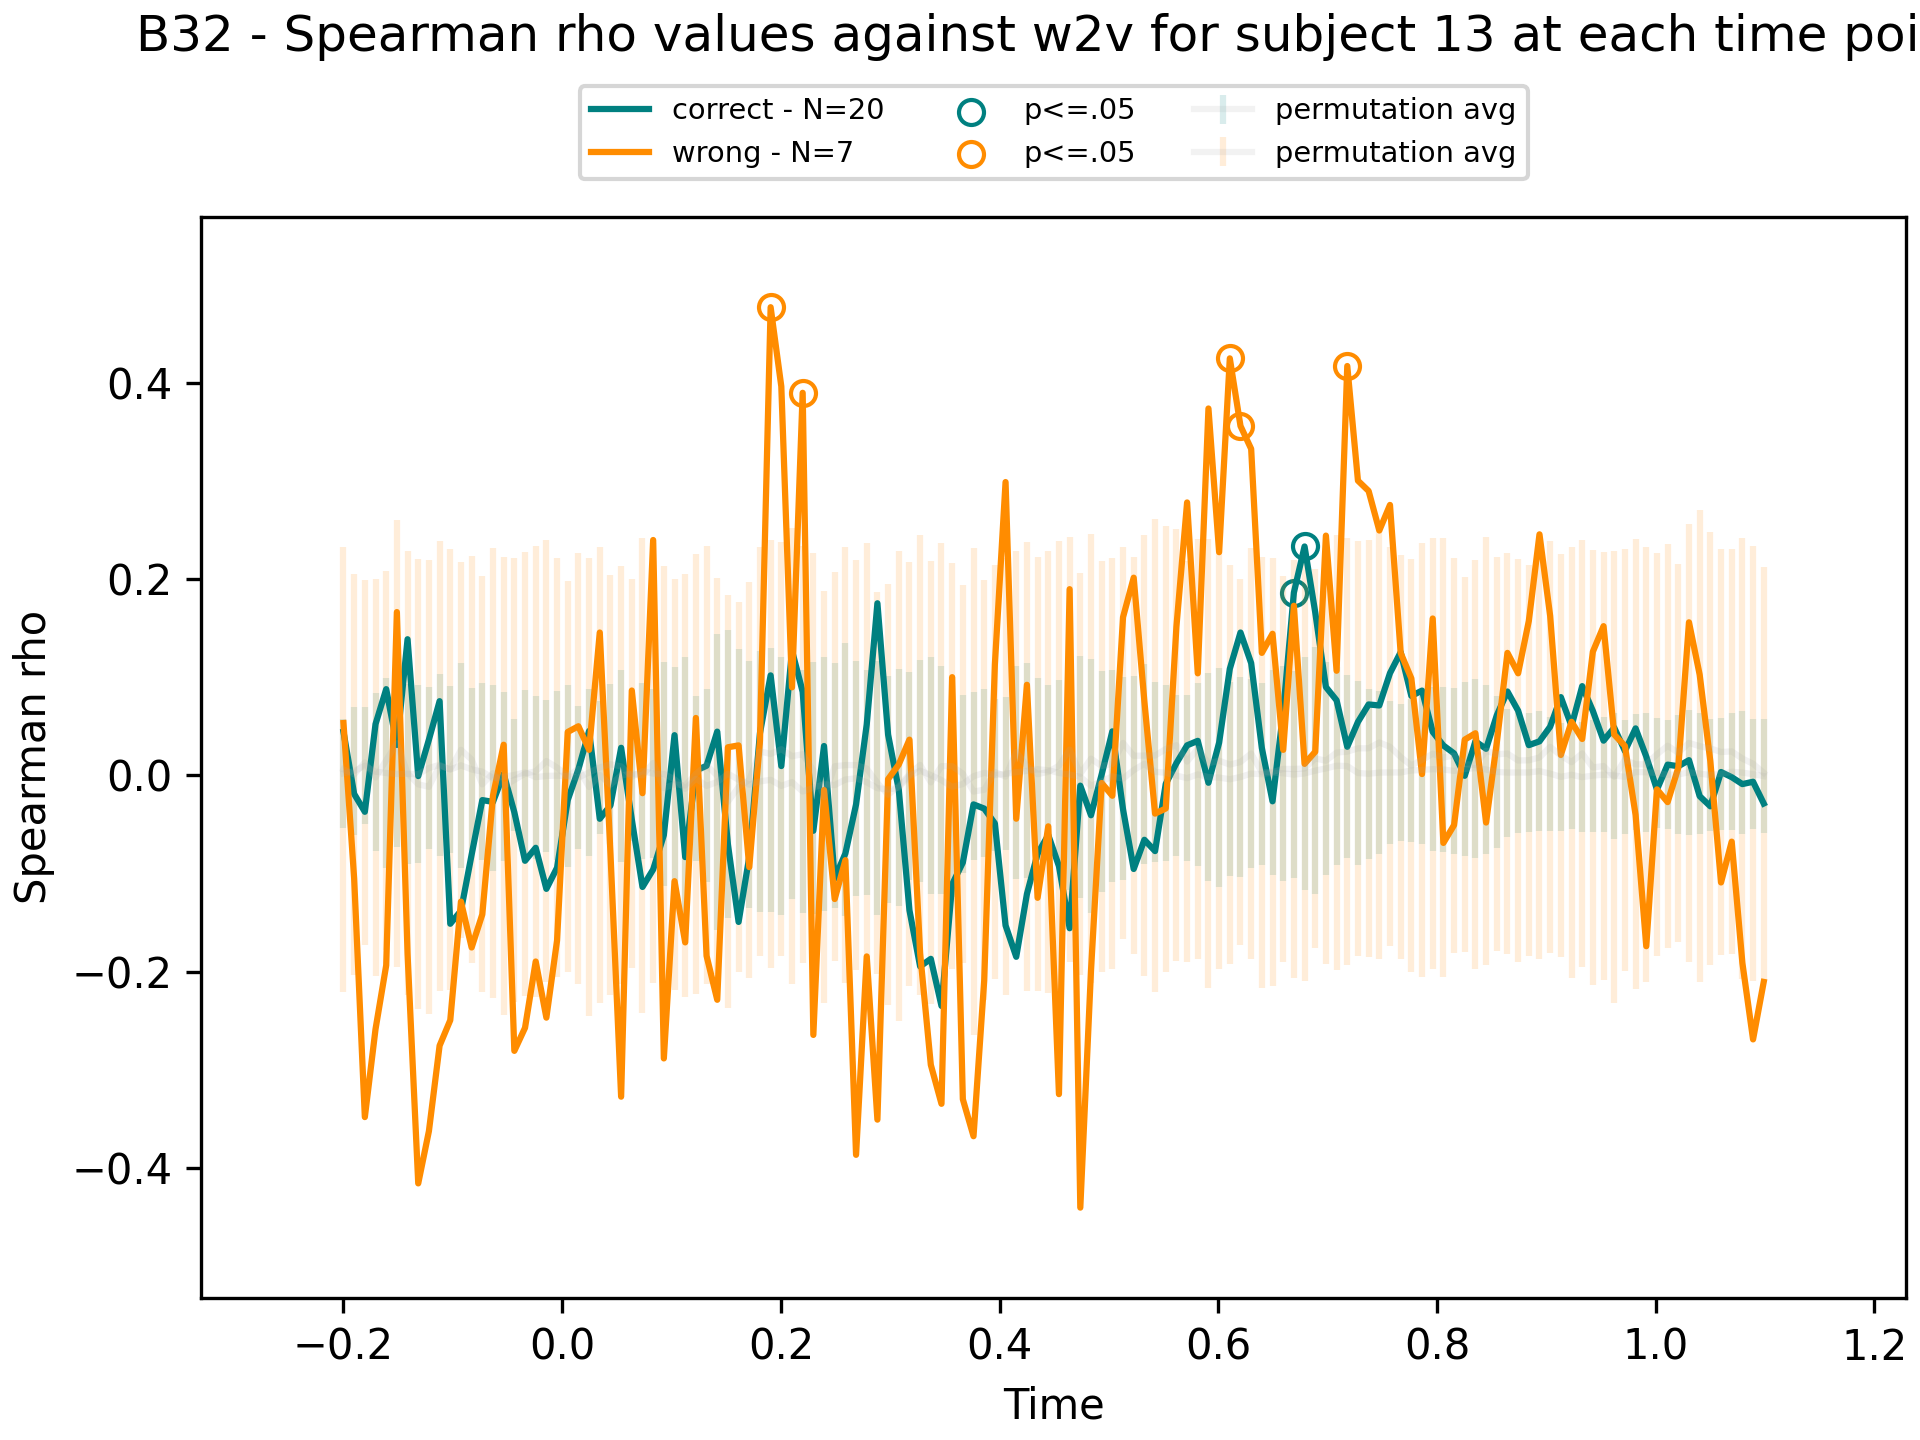 B32 - Spearman rho values against w2v for subject 13 at each time poi
correct - N=20
wrong - N=7
p<=.05
p<=.05
permutation avg
permutation avg
Spearman rho
0.4
0.2
0.0
−0.2
−0.4
−0.2
0.0
0.2
0.4
0.6
0.8
1.0
1.2
Time